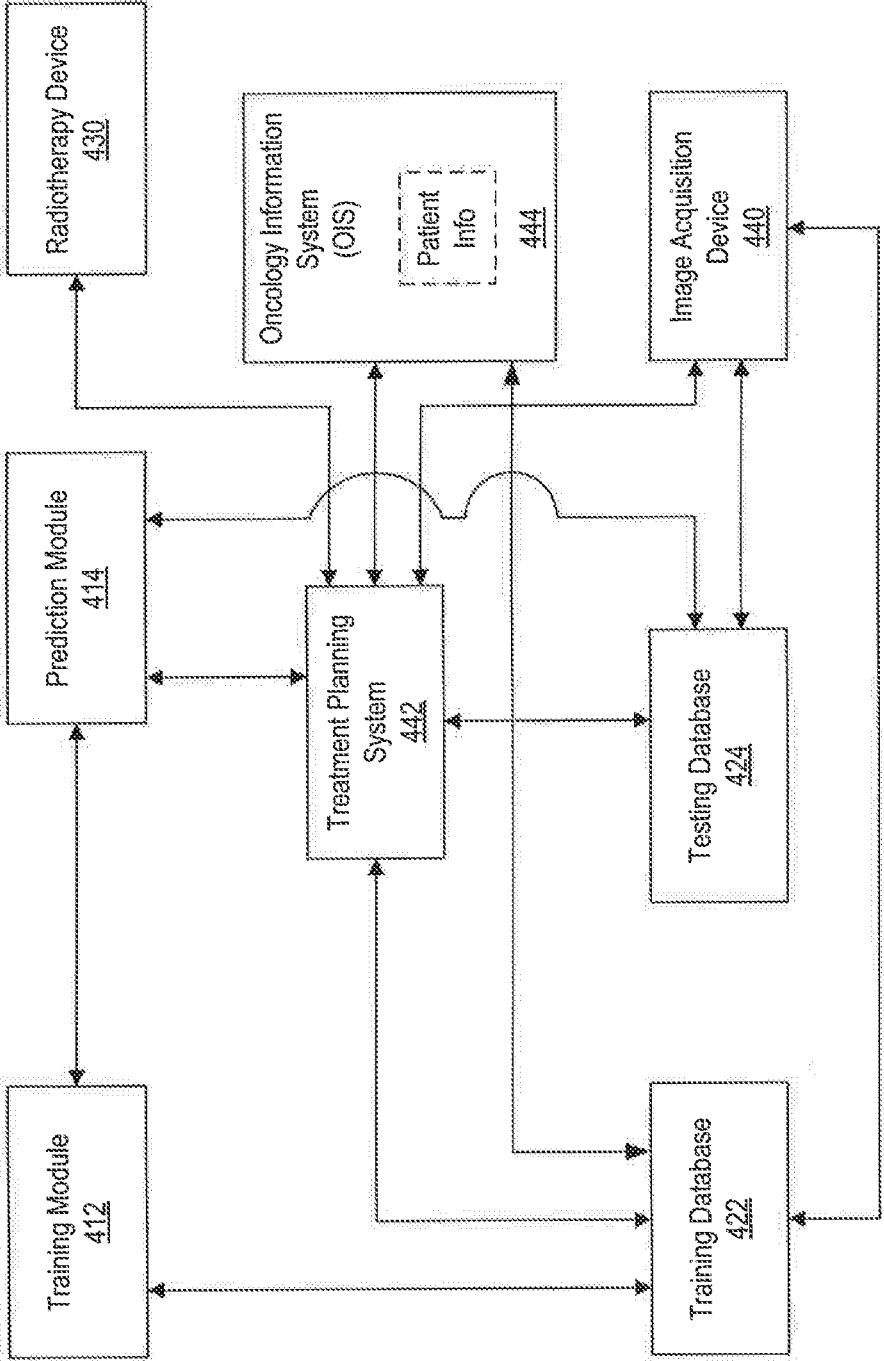 Training Module
412
Prediction Module
414
Radiotherapy Device
430
Treatment Planning
System
442
Oncology Information
System
(OIS)
Patient
Info
444
Training Database
422
Testing Database
424
Image Acquisition
Device
440